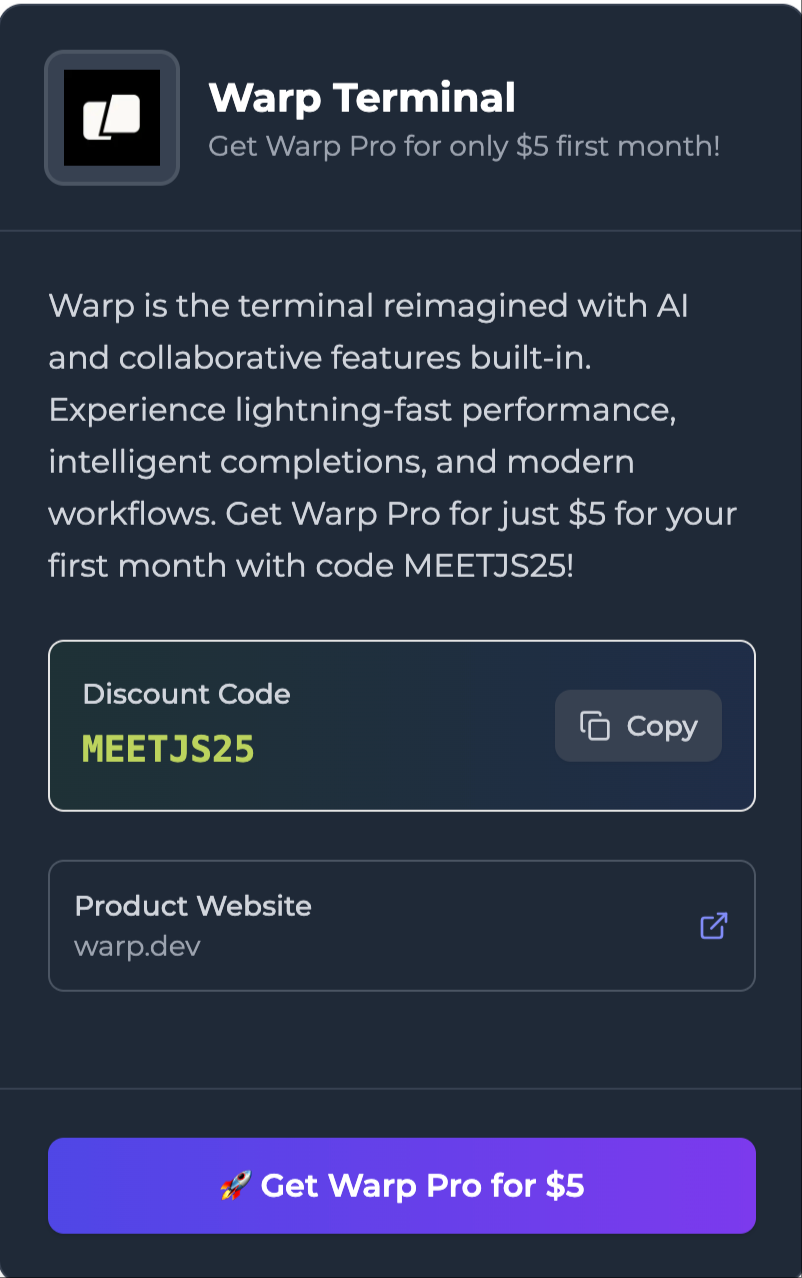 Warp Terminal
Get Warp Pro for only $5 first month!
Warp is the terminal reimagined with AI
and collaborative features built-in.
Experience lightning-fast performance,
intelligent completions, and modern
workflows. Get Warp Pro for just $5 for your
first month with code MEETJS25!
Discount Code
MEETJS25
Copy
Product Website
warp.dev
🚀 Get Warp Pro for $5